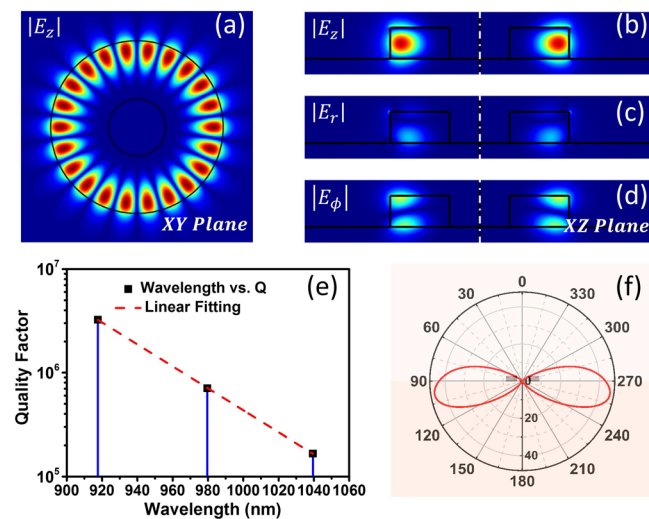 |E_z|
(a)
XY Plane
|E_z|
(b)
|E_r|
(c)
|E_ϕ|
(d)
XZ Plane
(e)
Wavelength vs. Q
Linear Fitting
Quality Factor
10^7
10^6
10^5
900 920 940 960 980 1000 1020 1040 1060
Wavelength (nm)
(f)
0
30
330
60
300
90
270
120
240
150
210
180
0
20
40